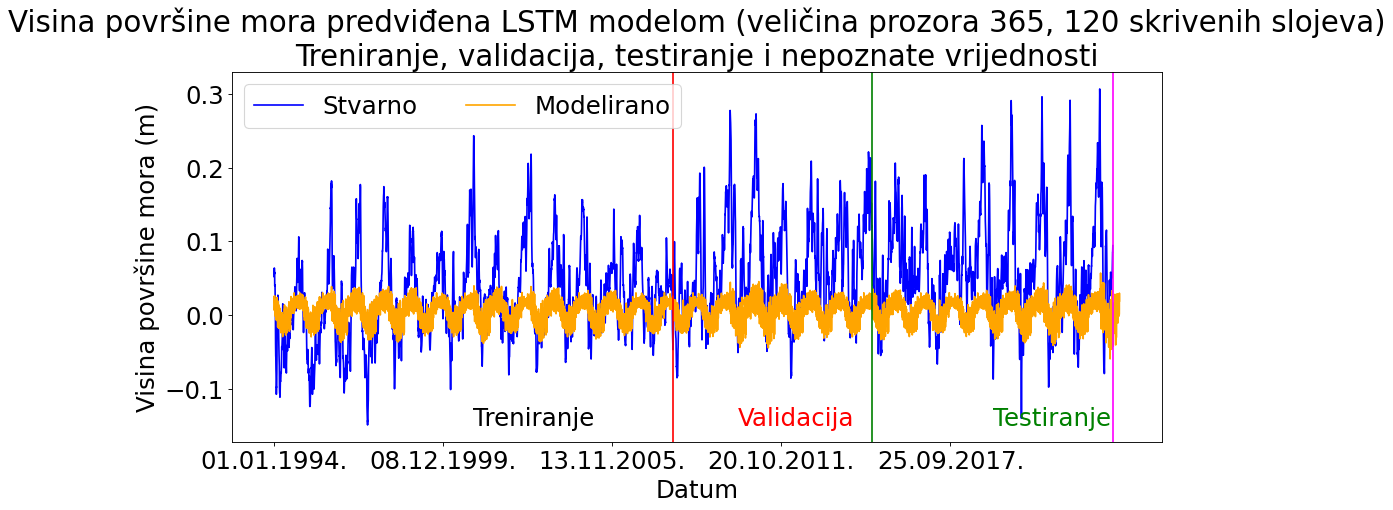 Visina površine mora predviđena LSTM modelom (veličina prozora 365, 120 skrivenih slojeva)
Treniranje, validacija, testiranje i nepoznate vrijednosti
Stvarno
Modelirano
Visina površine mora (m)
0.3
0.2
0.1
0.0
−0.1
Treniranje
Validacija
Testiranje
01.01.1994.
08.12.1999.
13.11.2005.
20.10.2011.
25.09.2017.
Datum